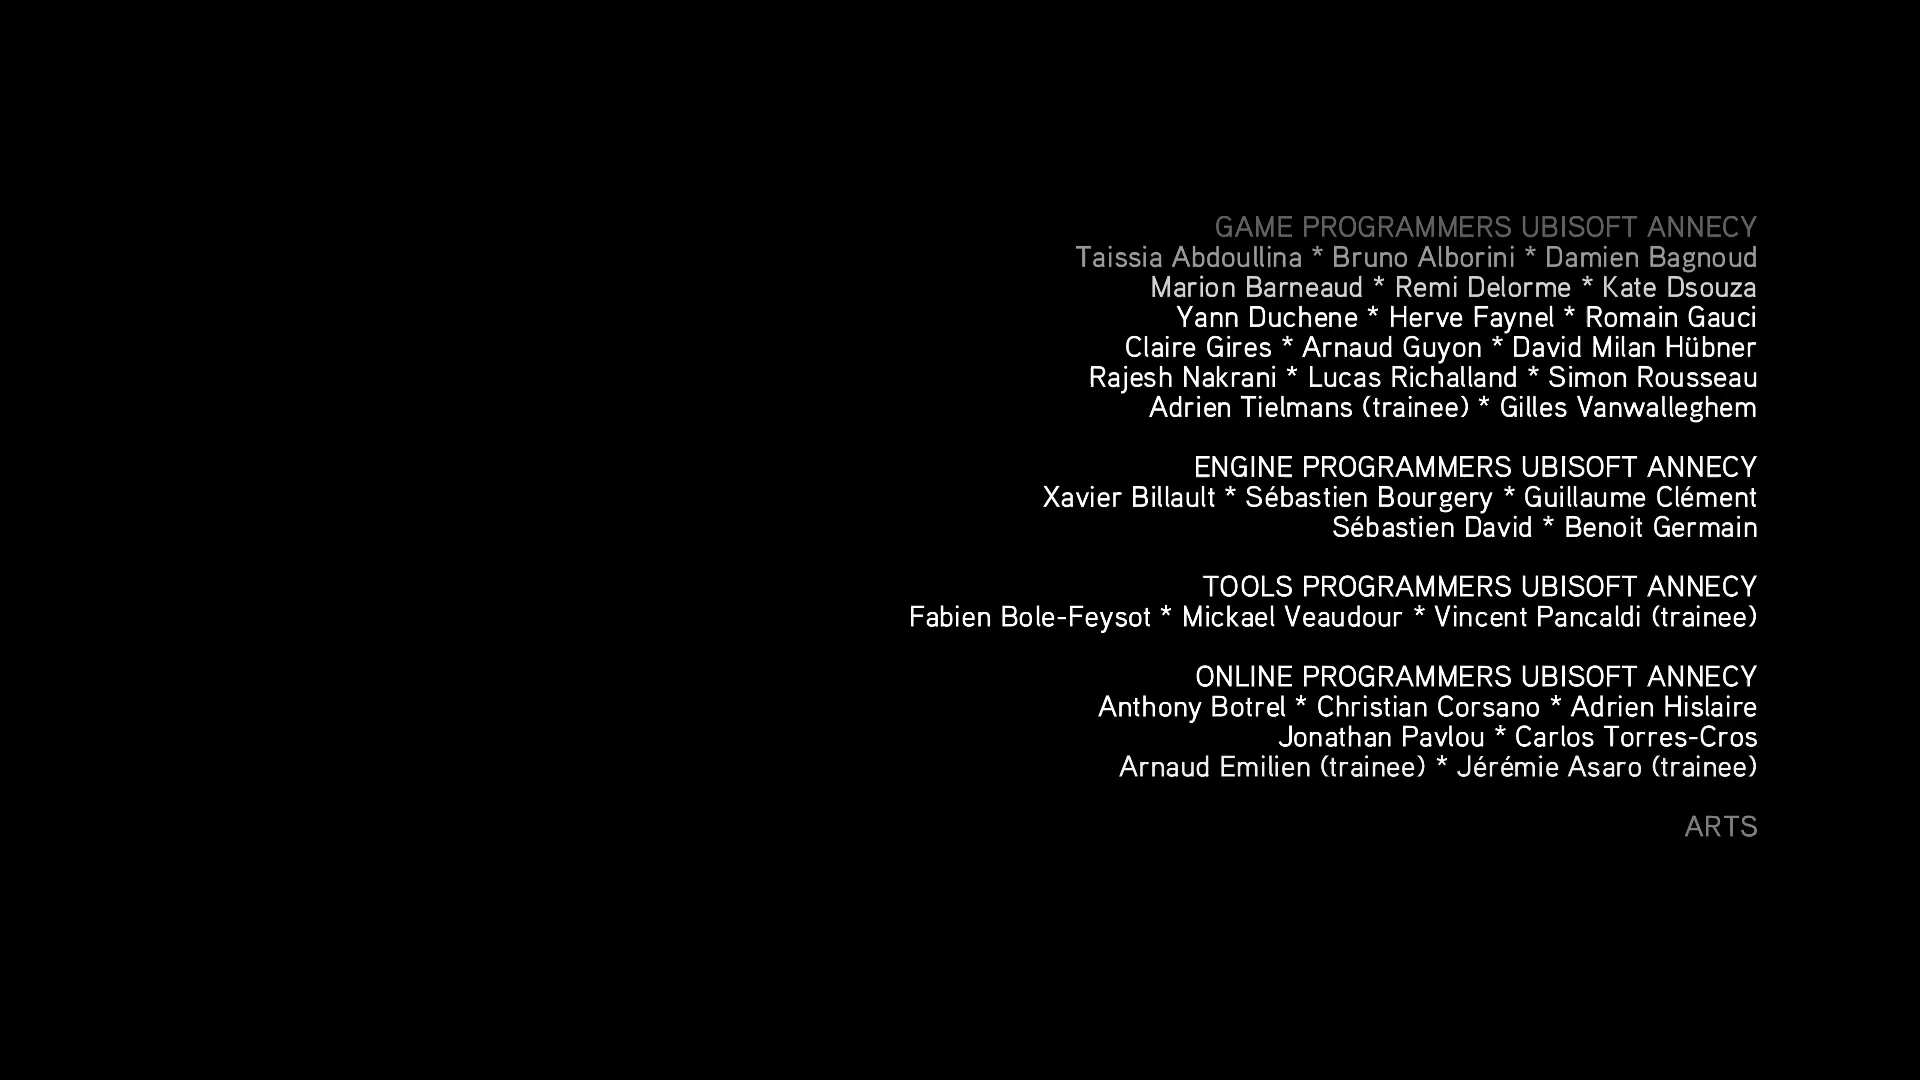 GAME PROGRAMMERS UBISOFT ANNECY
Taissia Abdoullina * Bruno Alborini * Damien Bagnoud
Marion Barneaud * Remi Delorme * Kate Dsouza
Yann Duchene * Herve Faynel * Romain Gauci
Claire Gires * Arnaud Guyon * David Milan Hübner
Rajesh Nakrani * Lucas Richalland * Simon Rousseau
Adrien Tielmans (trainee) * Gilles Vanwalleghem
ENGINE PROGRAMMERS UBISOFT ANNECY
Xavier Billault * Sébastien Bourgery * Guillaume Clément
Sébastien David * Benoit Germain
TOOLS PROGRAMMERS UBISOFT ANNECY
Fabien Bole-Feysot * Mickael Veaudour * Vincent Pancaldi (trainee)
ONLINE PROGRAMMERS UBISOFT ANNECY
Anthony Botrel * Christian Corsano * Adrien Hislaire
Jonathan Pavlou * Carlos Torres-Cros
Arnaud Emilien (trainee) * Jérémie Asaro (trainee)
ARTS